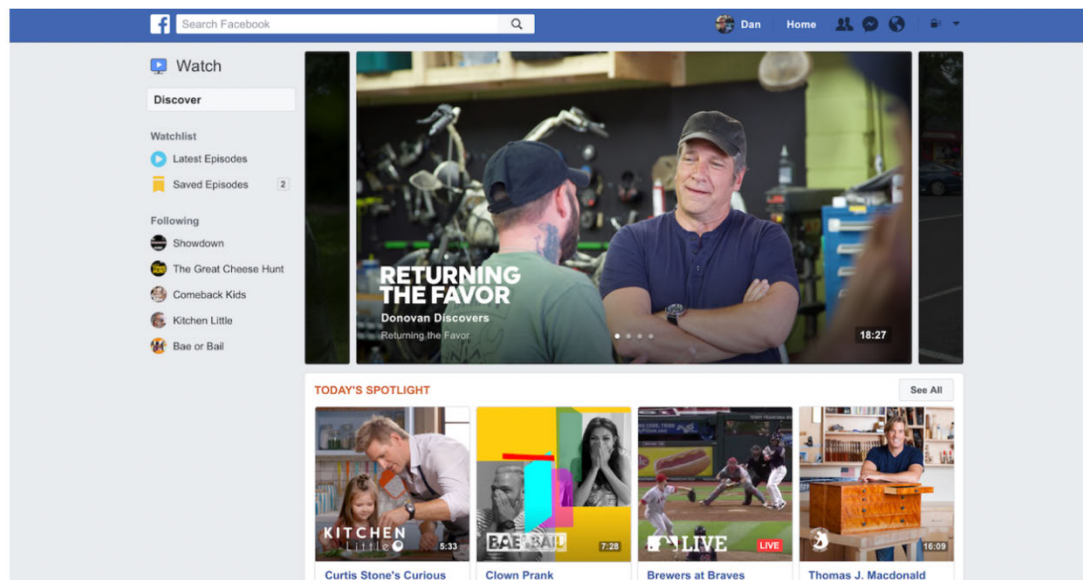 Search Facebook
Dan
Home
Watch
Discover
Watchlist
Latest Episodes
Saved Episodes 2
Following
Showdown
The Great Cheese Hunt
Comeback Kids
Kitchen Little
Bae or Bail
RETURNING
THE FAVOR
Donovan Discovers
Returning the Favor
18:27
TODAY'S SPOTLIGHT
See All
KITCHEN
Little
5:33
BAE OR BAIL
7:28
LIVE
LIVE
16:09
Curtis Stone's Curious
Clown Prank
Brewers at Braves
Thomas J. Macdonald